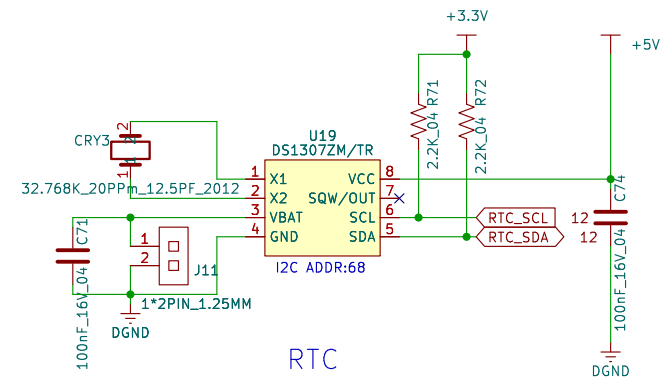 +3.3V
+5V
R71
2.2K_04
R72
2.2K_04
CRY3
2
1
32.768K_20PPm_12.5PF_2012
U19
DS1307ZM/TR
1 X1
2 X2
3 VBAT
4 GND
VCC 8
SQW/OUT 7
SCL 6
SDA 5
I2C ADDR:68
RTC_SCL 12
RTC_SDA 12
C74
100nF_16V_04
C71
100nF_16V_04
1
2
J11
1*2PIN_1.25MM
DGND
DGND
RTC